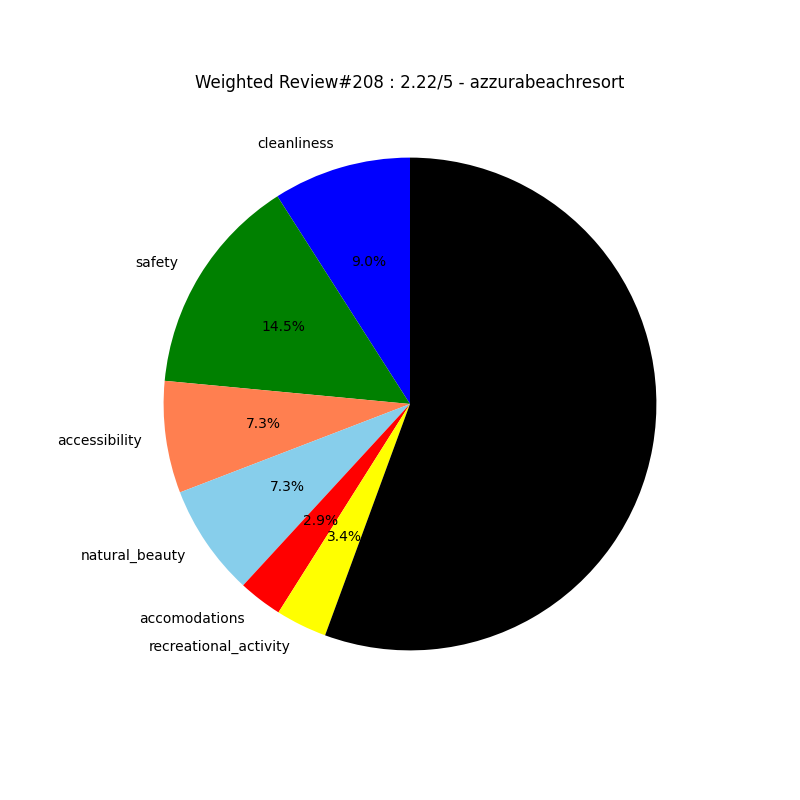 Weighted Review#208 : 2.22/5 - azzurabeachresort
cleanliness
9.0%
safety
14.5%
accessibility
7.3%
natural_beauty
7.3%
accomodations
2.9%
recreational_activity
3.4%